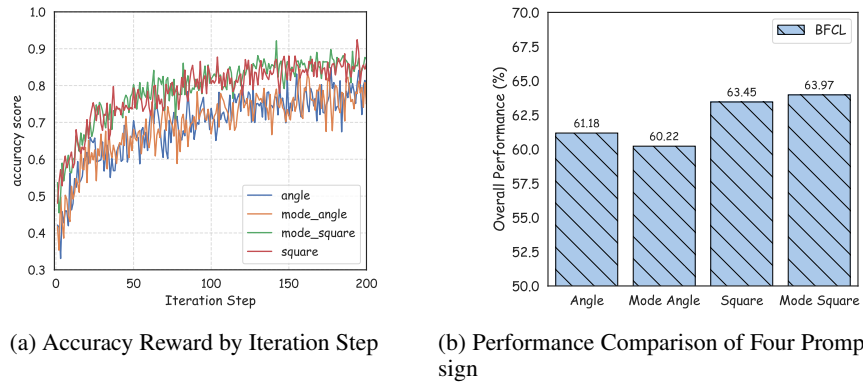 1.0
0.9
0.8
0.7
0.6
0.5
0.4
0.3
accuracy score
0 50 100 150 200
Iteration Step
angle
mode_angle
mode_square
square
(a) Accuracy Reward by Iteration Step
70.0
67.5
65.0
62.5
60.0
57.5
55.0
52.5
50.0
Overall Performance (%)
BFCL
61.18
60.22
63.45
63.97
Angle Mode Angle Square Mode Square
(b) Performance Comparison of Four Promp
sign